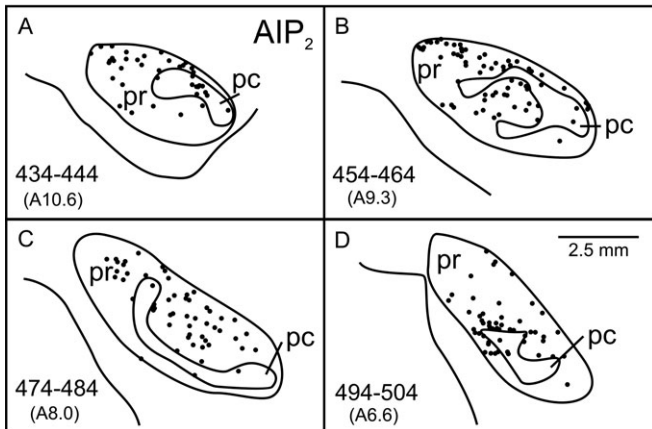 A
AIP2
pr
pc
434-444
(A10.6)
B
pr
pc
454-464
(A9.3)
C
pr
pc
474-484
(A8.0)
D
2.5 mm
pr
pc
494-504
(A6.6)